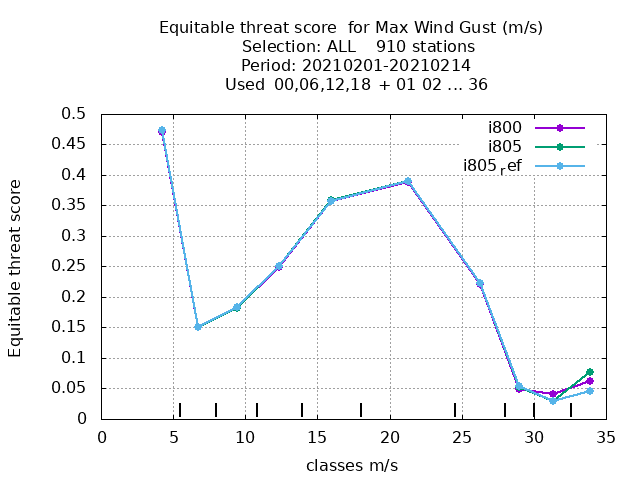 Equitable threat score  for Max Wind Gust (m/s)
Selection: ALL    910 stations
Period: 20210201-20210214
Used  00,06,12,18  + 01 02 ... 36
0.5
0.45
0.4
0.35
0.3
0.25
0.2
0.15
0.1
0.05
0
Equitable threat score
i800
i805
i805ref
0 5 10 15 20 25 30 35
classes m/s